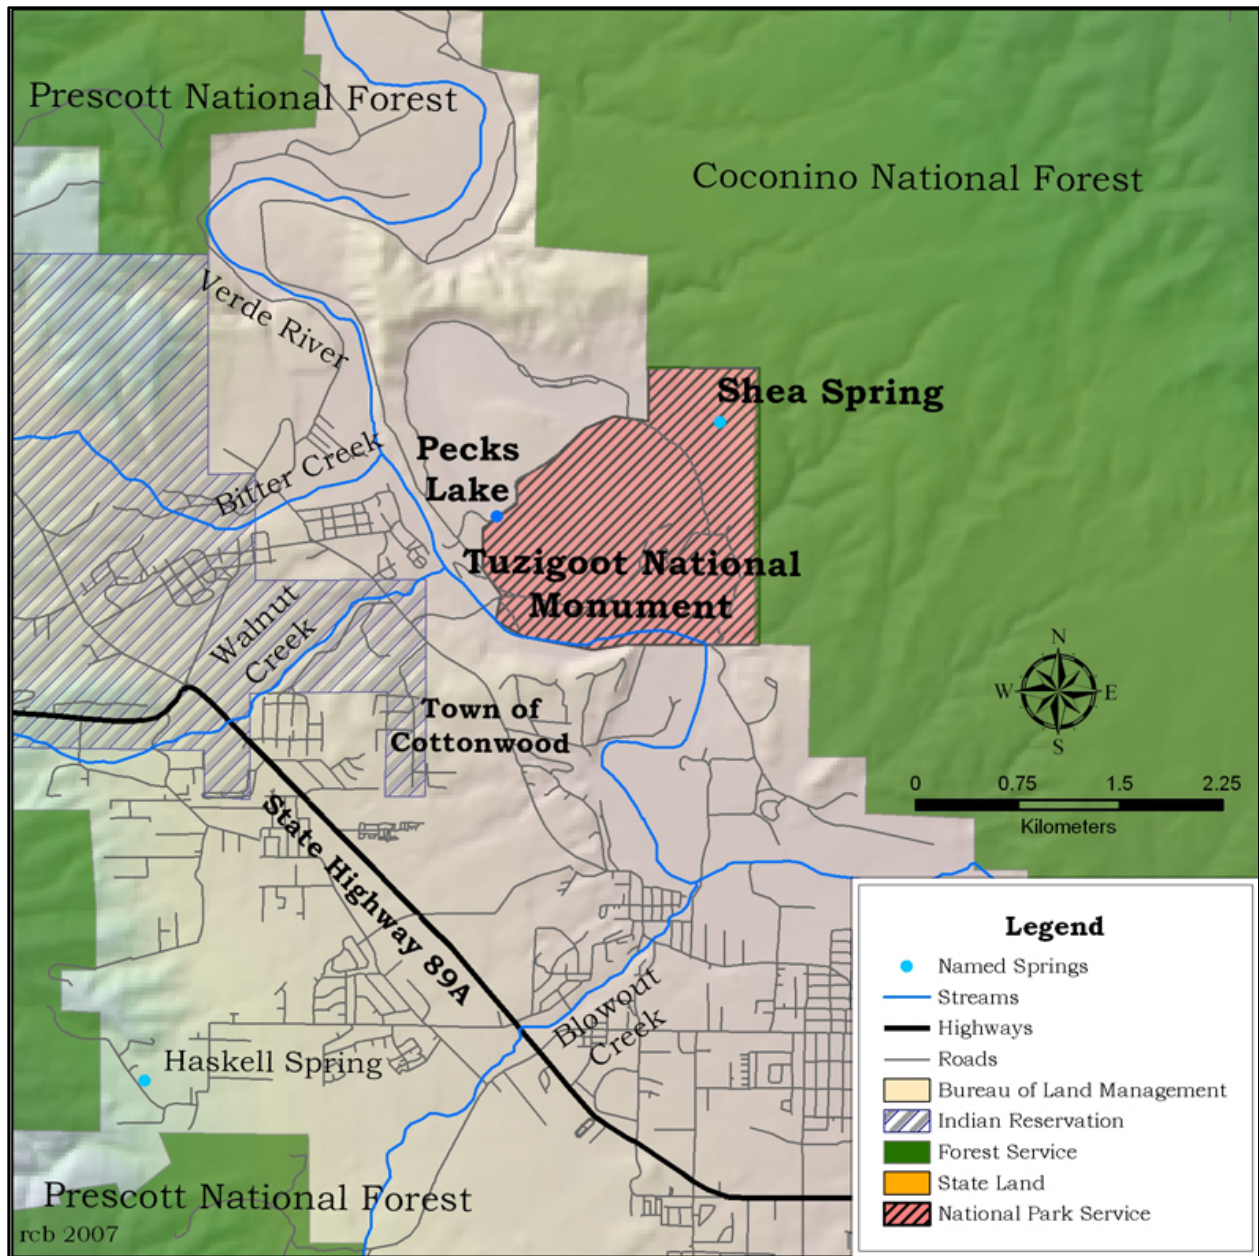 Prescott National Forest
Coconino National Forest
Verde River
Shea Spring
Bitter Creek
Pecks
Lake
Tuzigoot National
Monument
Walnut
Creek
N
W
E
S
Town of
Cottonwood
0 0.75 1.5 2.25
Kilometers
State Highway 89A
Blowout
Creek
Haskell Spring
Prescott National Forest
rcb 2007
Legend
Named Springs
Streams
Highways
Roads
Bureau of Land Management
Indian Reservation
Forest Service
State Land
National Park Service